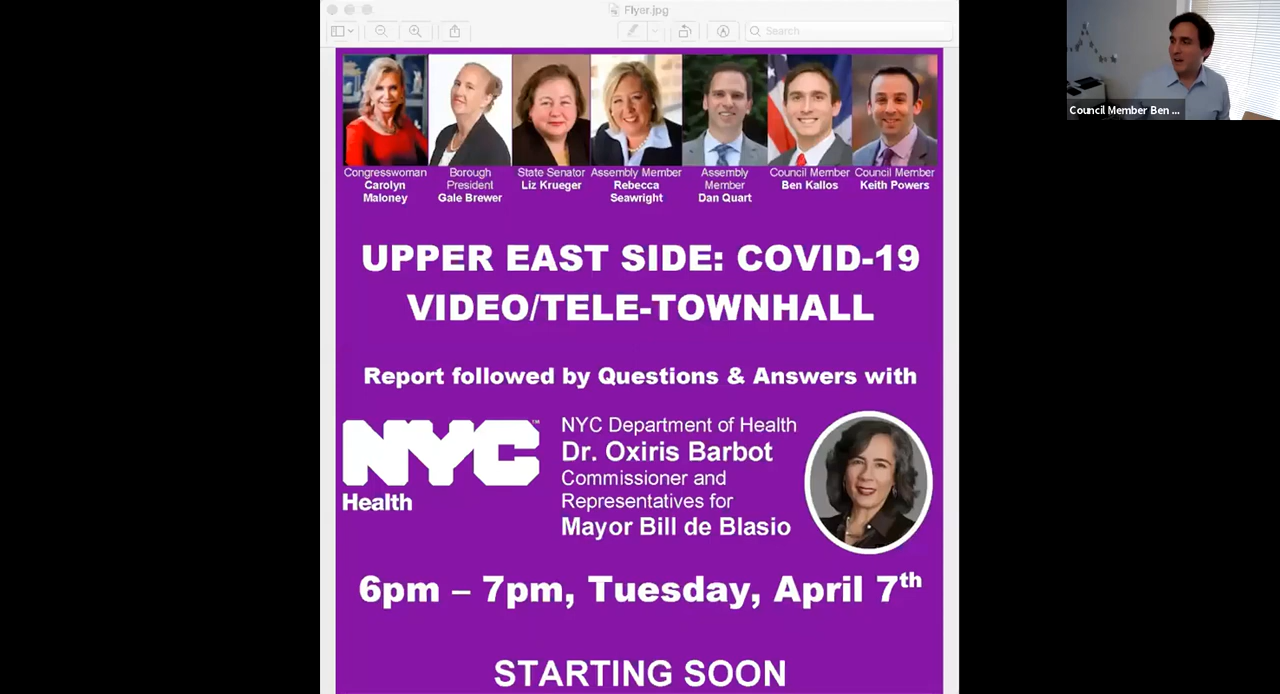 Flyer.jpg
Search
Council Member Ben ...
Congresswoman
Carolyn
Maloney
Borough
President
Gale Brewer
State Senator
Liz Krueger
Assembly Member
Rebecca
Seawright
Assembly
Member
Dan Quart
Council Member
Ben Kallos
Council Member
Keith Powers
UPPER EAST SIDE: COVID-19
VIDEO/TELE-TOWNHALL
Report followed by Questions & Answers with
NYC™
Health
NYC Department of Health
Dr. Oxiris Barbot
Commissioner and
Representatives for
Mayor Bill de Blasio
6pm – 7pm, Tuesday, April 7th
STARTING SOON